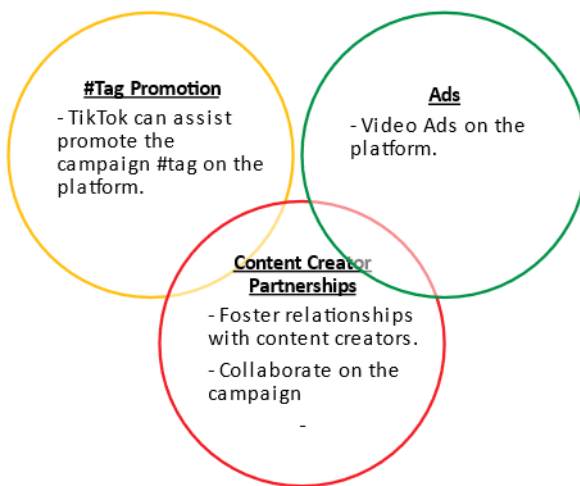 #Tag Promotion
- TikTok can assist
promote the
campaign #tag on the
platform.
Ads
- Video Ads on the
platform.
Content Creator
Partnerships
- Foster relationships
with content creators.
- Collaborate on the
campaign
-